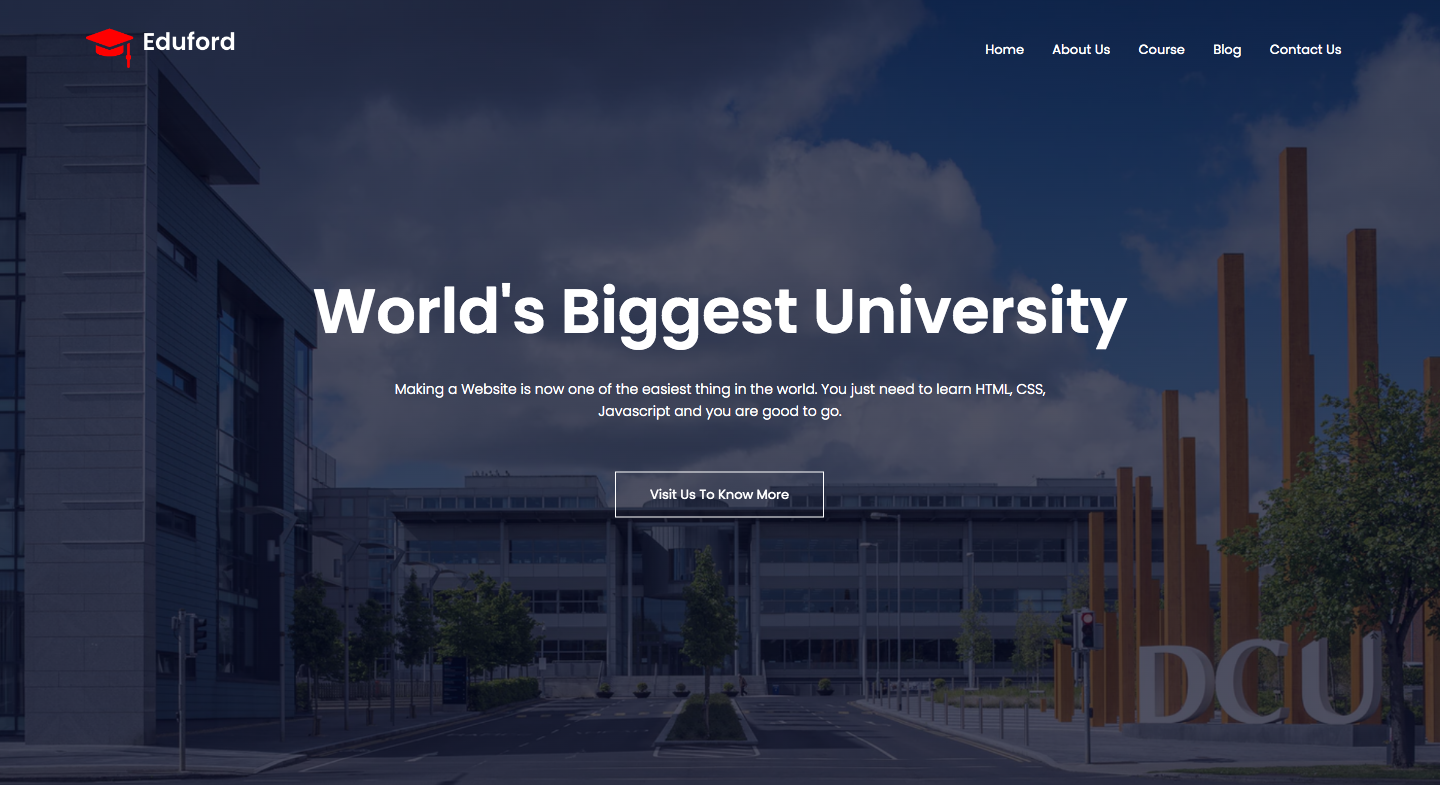 Eduford
Home About Us Course Blog Contact Us
World's Biggest University
Making a Website is now one of the easiest thing in the world. You just need to learn HTML, CSS,
Javascript and you are good to go.
Visit Us To Know More
DCU